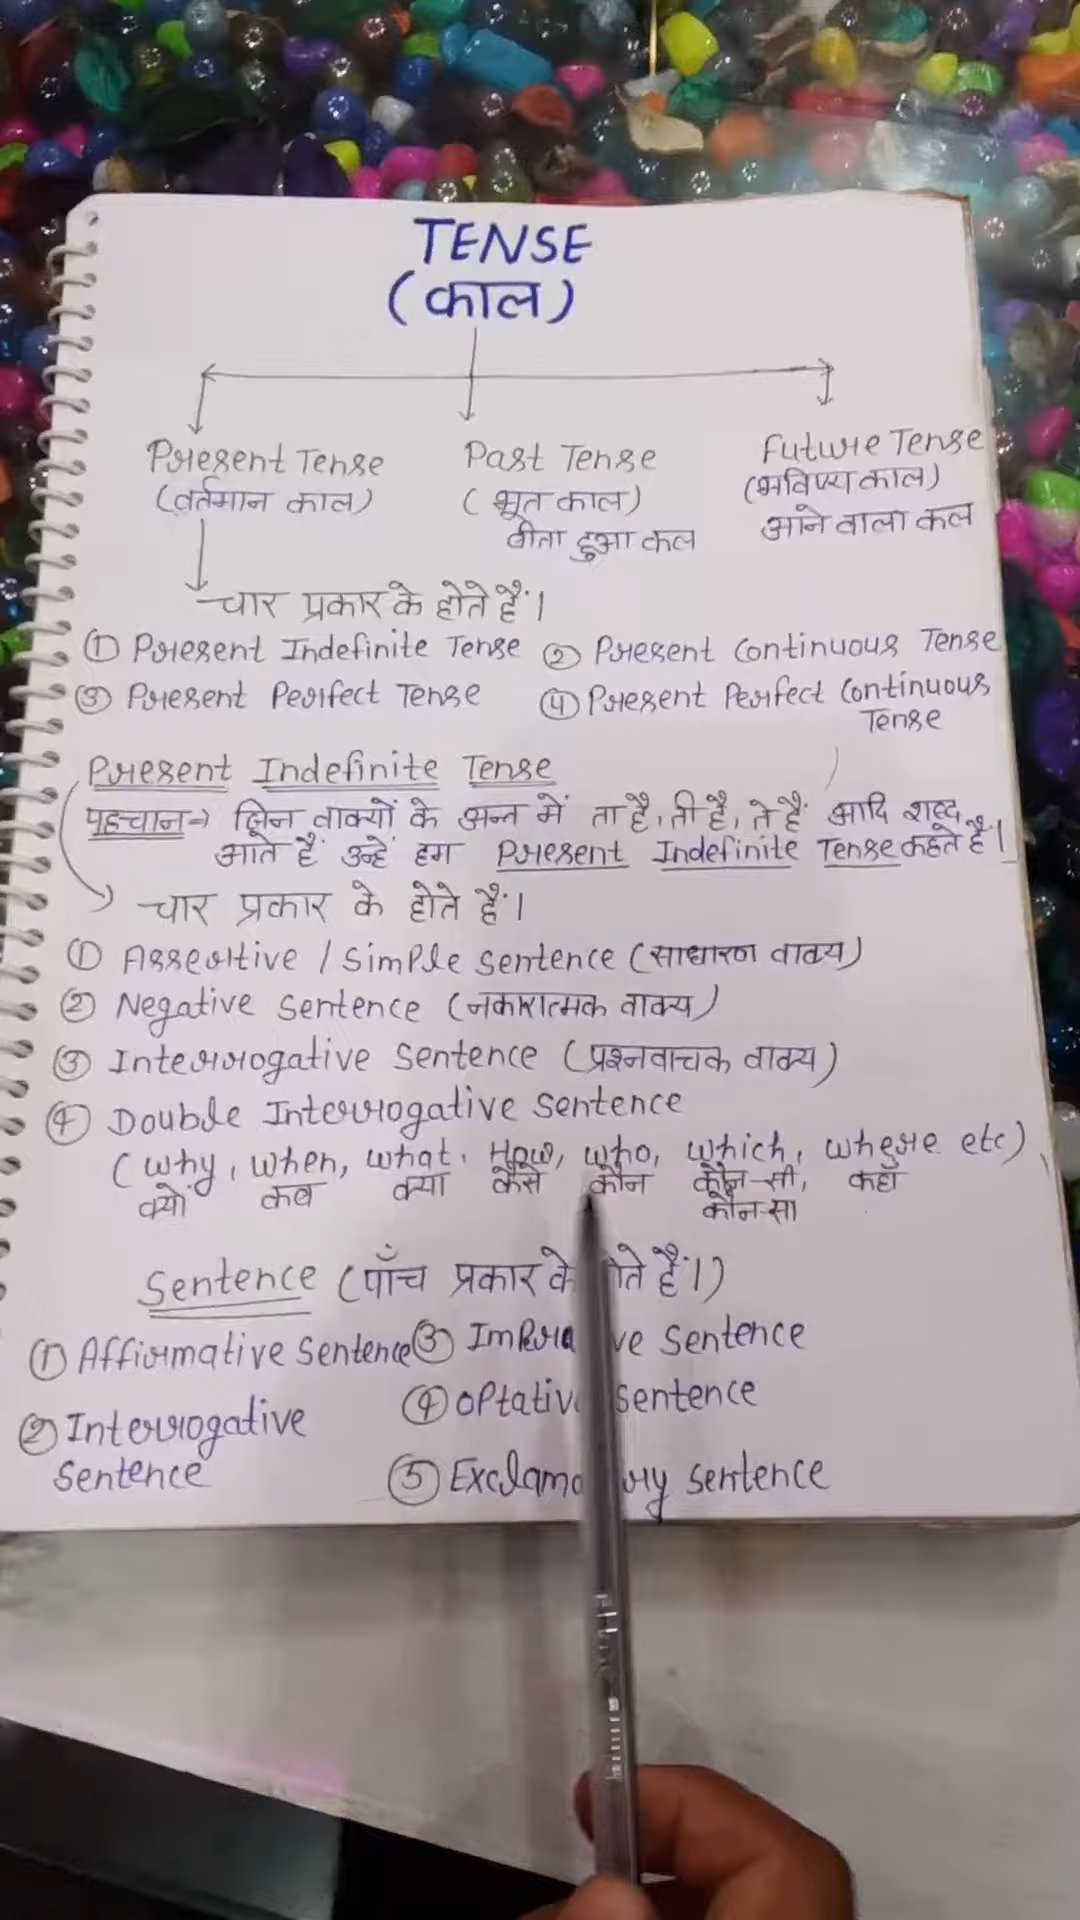 TENSE
(काल)
Present Tense Past Tense Future Tense
(वर्तमान काल) (भूत काल) (भविष्य काल)
बीता हुआ कल आने वाला कल
चार प्रकार के होते हैं।
① Present Indefinite Tense ② Present Continuous Tense
③ Present Perfect Tense ④ Present Perfect Continuous
Tense
Present Indefinite Tense
पहचान→ जिन वाक्यों के अन्त में ता है, ती है, ते हैं आदि शब्द
आते हैं उन्हें हम Present Indefinite Tense कहते हैं।
चार प्रकार के होते हैं।
① Assertive / Simple Sentence (साधारण वाक्य)
② Negative Sentence (नकारात्मक वाक्य)
③ Interrogative Sentence (प्रश्नवाचक वाक्य)
④ Double Interrogative Sentence
(why, when, what, How, who, which, where etc)
क्यों कब क्या कैसे कौन कौन-सी, कहाँ
कौन-सा
Sentence (पाँच प्रकार के होते हैं।)
① Affirmative Sentence ③ Sentence
② Interrogative ④ Optative Sentence
Sentence ⑤ Exclamatory Sentence